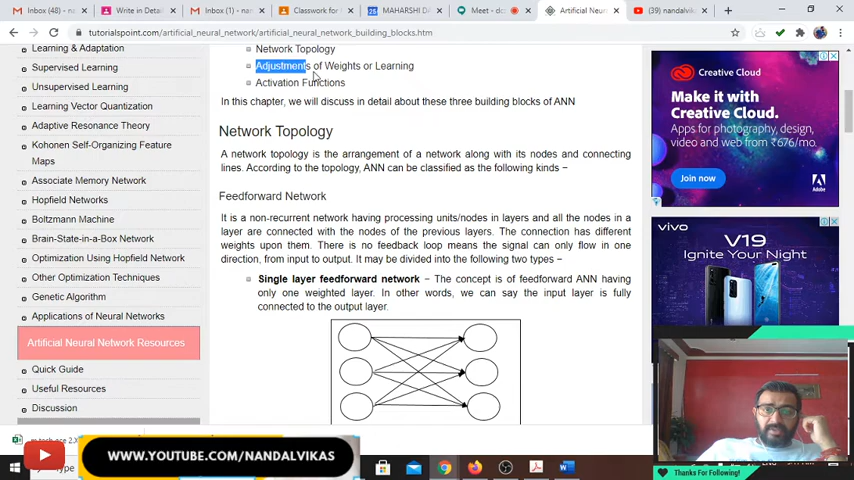 Inbox (48) - na
Write in Detail
Inbox (1) - na
Classwork for
MAHARSHI DA
Meet - dc
Artificial Neu
(39) nandalvik
tutorialspoint.com/artificial_neural_network/artificial_neural_network_building_blocks.htm
Learning & Adaptation
Supervised Learning
Unsupervised Learning
Learning Vector Quantization
Adaptive Resonance Theory
Kohonen Self-Organizing Feature
Maps
Associate Memory Network
Hopfield Networks
Boltzmann Machine
Brain-State-in-a-Box Network
Optimization Using Hopfield Network
Other Optimization Techniques
Genetic Algorithm
Applications of Neural Networks
Artificial Neural Network Resources
Quick Guide
Useful Resources
Discussion
Network Topology
Adjustments of Weights or Learning
Activation Functions
In this chapter, we will discuss in detail about these three building blocks of ANN
Network Topology
A network topology is the arrangement of a network along with its nodes and connecting
lines. According to the topology, ANN can be classified as the following kinds −
Feedforward Network
It is a non-recurrent network having processing units/nodes in layers and all the nodes in a
layer are connected with the nodes of the previous layers. The connection has different
weights upon them. There is no feedback loop means the signal can only flow in one
direction, from input to output. It may be divided into the following two types −
Single layer feedforward network − The concept is of feedforward ANN having
only one weighted layer. In other words, we can say the input layer is fully
connected to the output layer.
Creative Cloud
Make it with
Creative Cloud.
Apps for photography, design,
video and web from ₹676/mo.
Join now
Adobe
vivo
V19
Ignite Your Night
WWW.YOUTUBE.COM/NANDALVIKAS
Type
Thanks For Following!